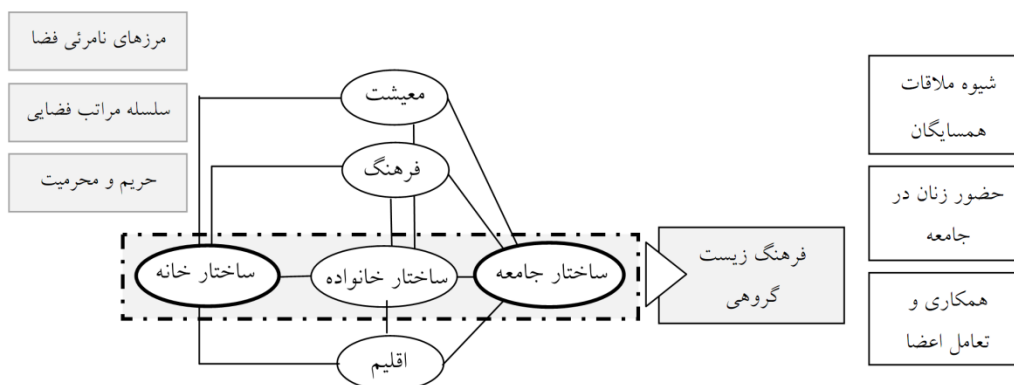 مرزهای نامرئی فضا
سلسله مراتب فضایی
حریم و محرمیت
معیشت
فرهنگ
ساختار خانه
ساختار خانواده
ساختار جامعه
اقلیم
فرهنگ زیست
گروهی
شیوه ملاقات
همسایگان
حضور زنان در
جامعه
همکاری و
تعامل اعضا